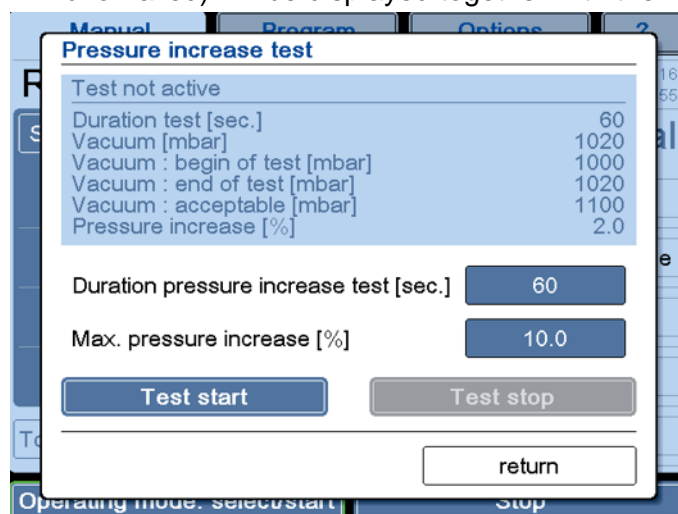 Manual Program Options ?
Pressure increase test
Test not active
Duration test [sec.] 60
Vacuum [mbar] 1020
Vacuum : begin of test [mbar] 1000
Vacuum : end of test [mbar] 1020
Vacuum : acceptable [mbar] 1100
Pressure increase [%] 2.0
Duration pressure increase test [sec.] 60
Max. pressure increase [%] 10.0
Test start Test stop
return
Operating mode: select/start Stop